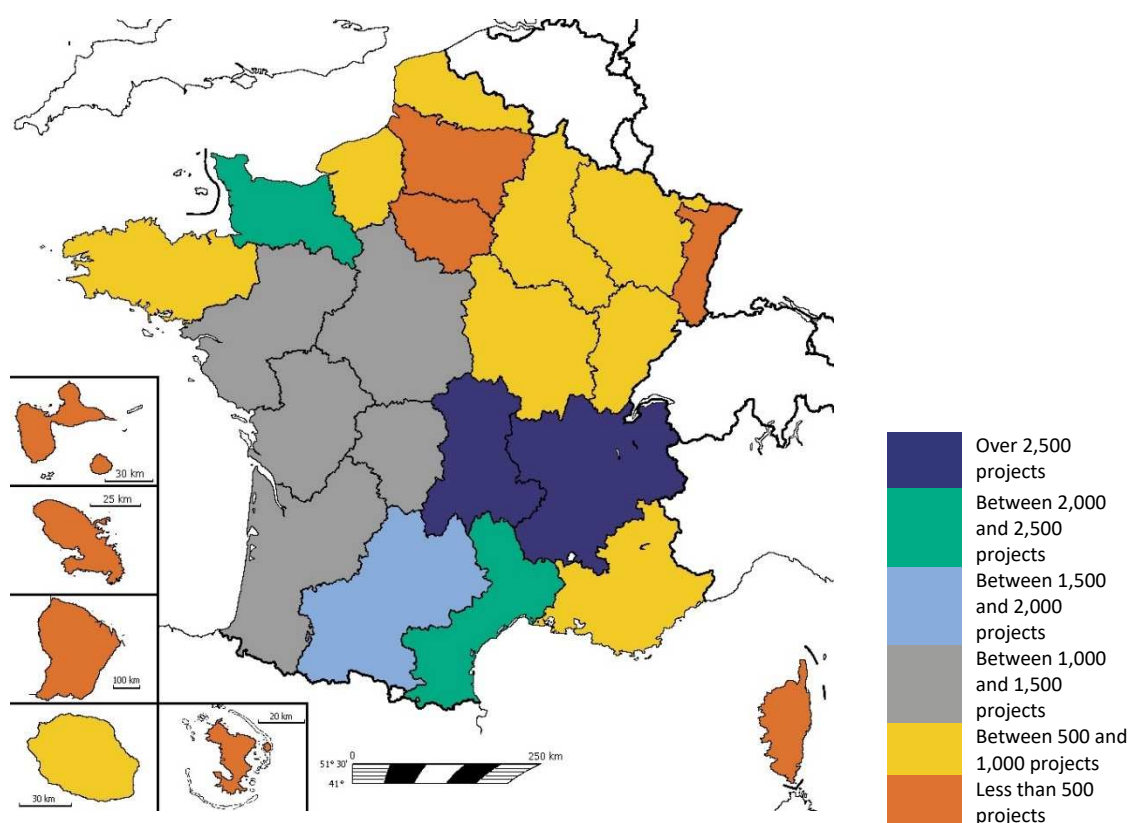 30 km
25 km
100 km
30 km
20 km
0
250 km
51° 30'
41°
Over 2,500
projects
Between 2,000
and 2,500
projects
Between 1,500
and 2,000
projects
Between 1,000
and 1,500
projects
Between 500 and
1,000 projects
Less than 500
projects